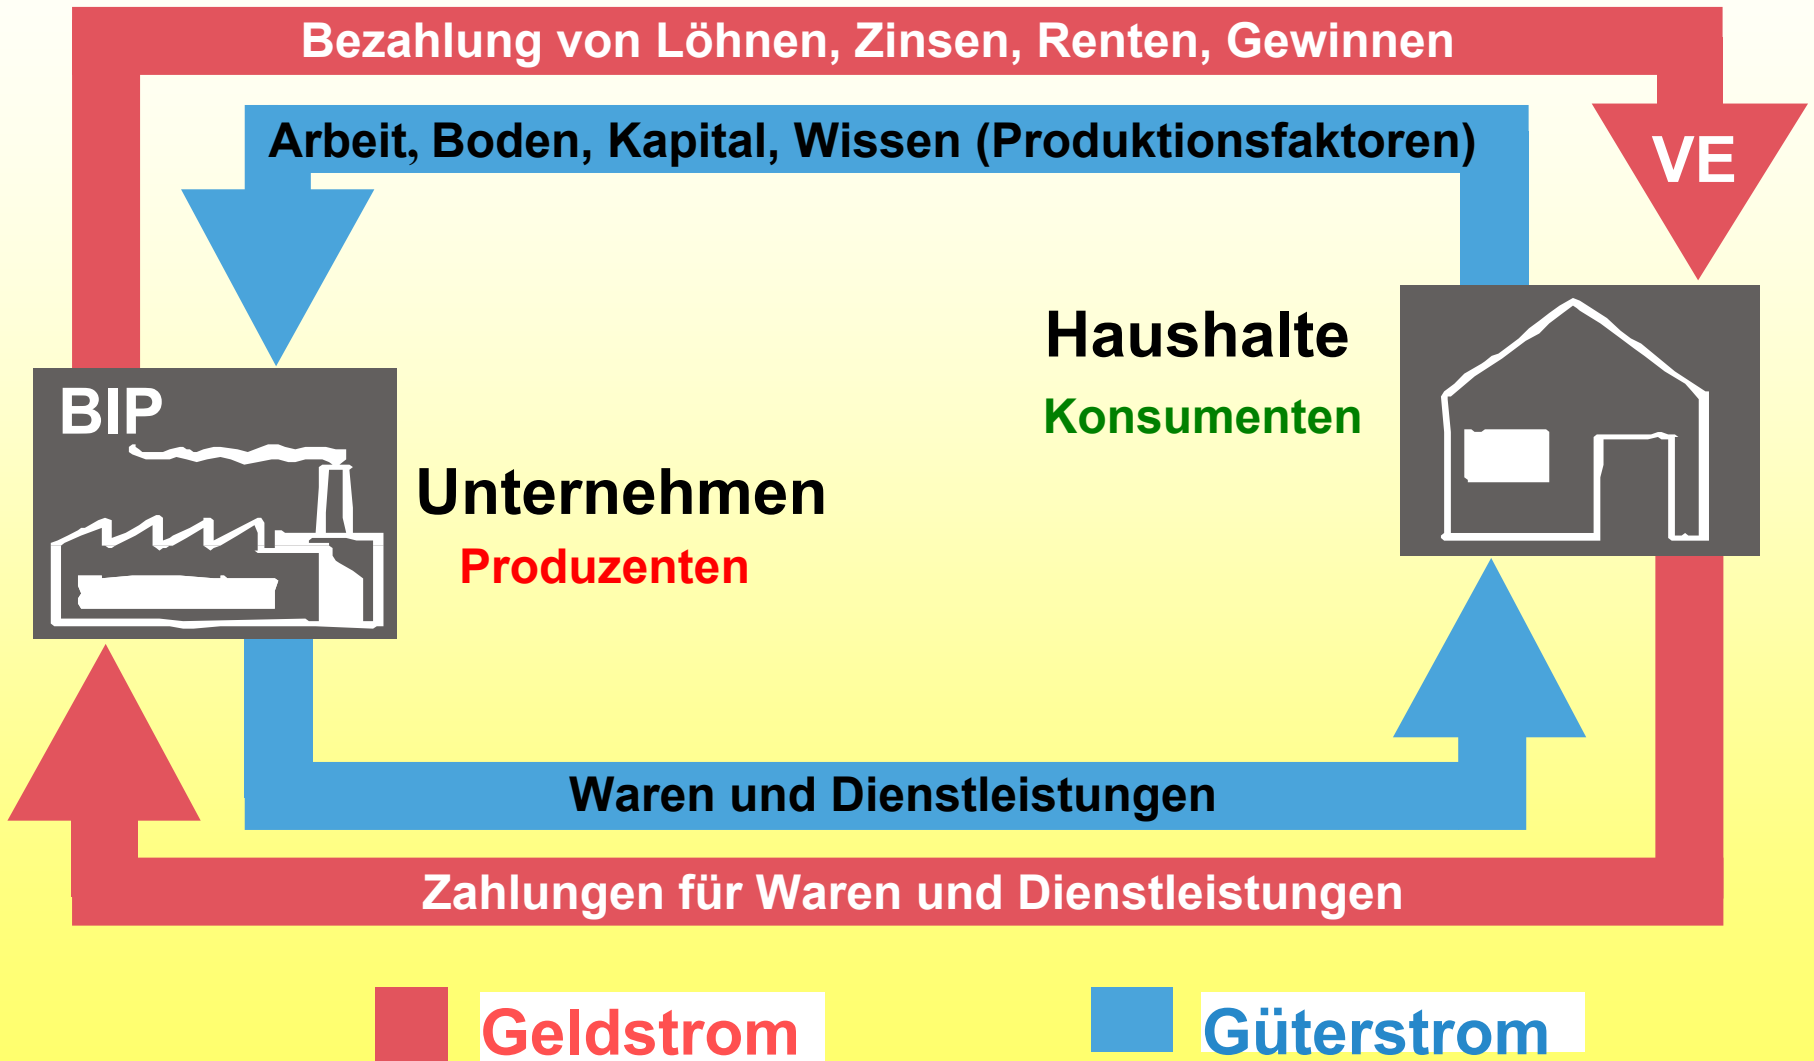 Bezahlung von Löhnen, Zinsen, Renten, Gewinnen
Arbeit, Boden, Kapital, Wissen (Produktionsfaktoren)
VE
Haushalte
Konsumenten
BIP
Unternehmen
Produzenten
Waren und Dienstleistungen
Zahlungen für Waren und Dienstleistungen
Geldstrom
Güterstrom